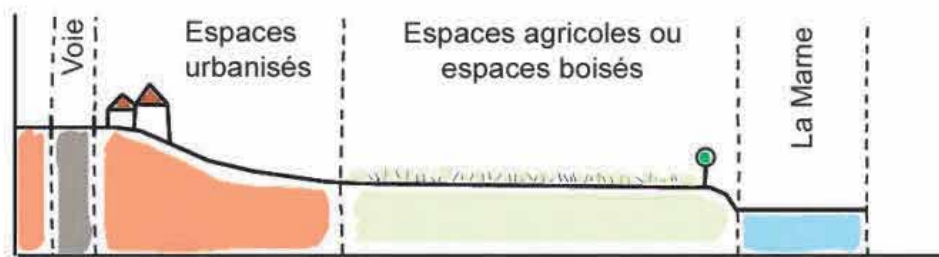 Voie
Espaces
urbanisés
Espaces agricoles ou
espaces boisés
La Marne